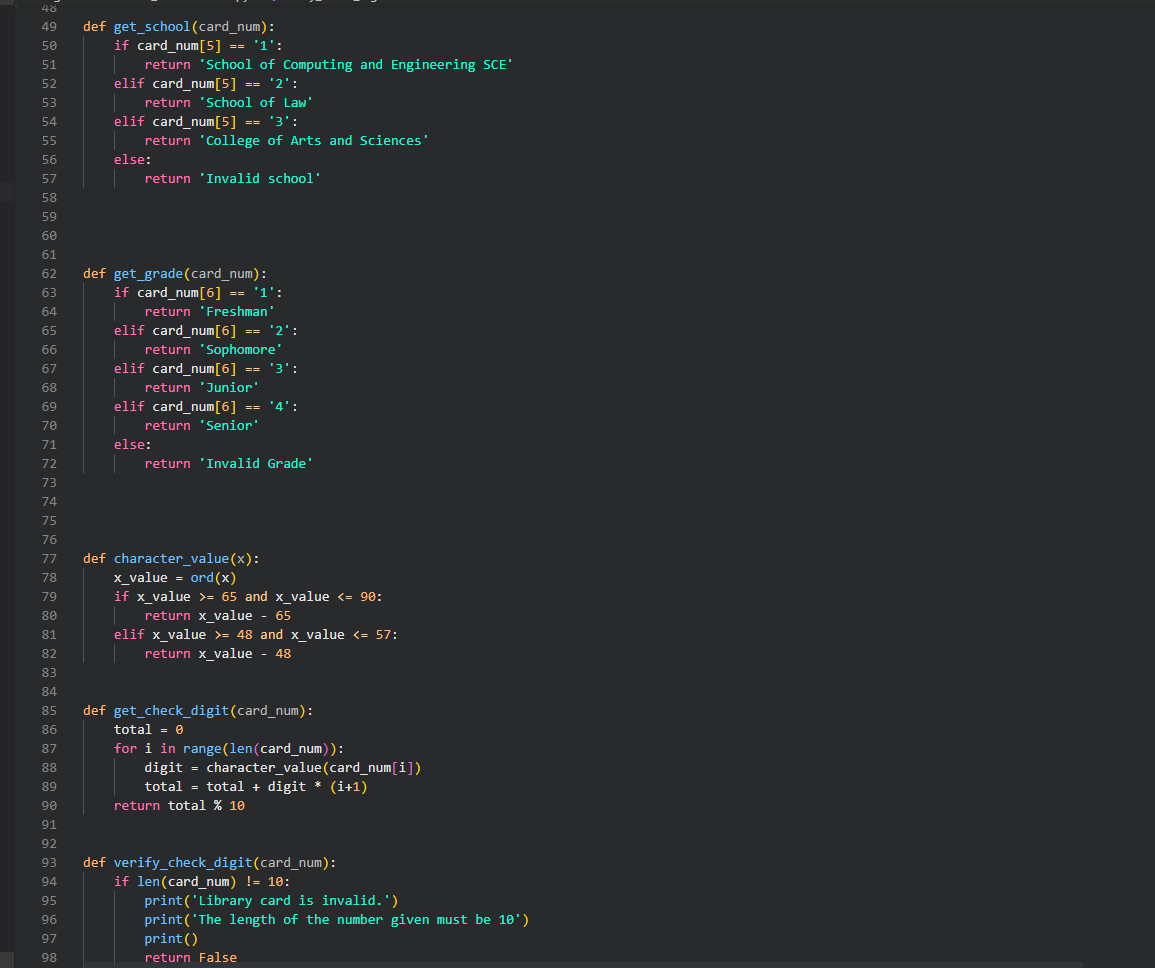 48
49 def get_school(card_num):
50     if card_num[5] == '1':
51         return 'School of Computing and Engineering SCE'
52     elif card_num[5] == '2':
53         return 'School of Law'
54     elif card_num[5] == '3':
55         return 'College of Arts and Sciences'
56     else:
57         return 'Invalid school'
58
59
60
61
62 def get_grade(card_num):
63     if card_num[6] == '1':
64         return 'Freshman'
65     elif card_num[6] == '2':
66         return 'Sophomore'
67     elif card_num[6] == '3':
68         return 'Junior'
69     elif card_num[6] == '4':
70         return 'Senior'
71     else:
72         return 'Invalid Grade'
73
74
75
76
77 def character_value(x):
78     x_value = ord(x)
79     if x_value >= 65 and x_value <= 90:
80         return x_value - 65
81     elif x_value >= 48 and x_value <= 57:
82         return x_value - 48
83
84
85 def get_check_digit(card_num):
86     total = 0
87     for i in range(len(card_num)):
88         digit = character_value(card_num[i])
89         total = total + digit * (i+1)
90     return total % 10
91
92
93 def verify_check_digit(card_num):
94     if len(card_num) != 10:
95         print('Library card is invalid.')
96         print('The length of the number given must be 10')
97         print()
98         return False